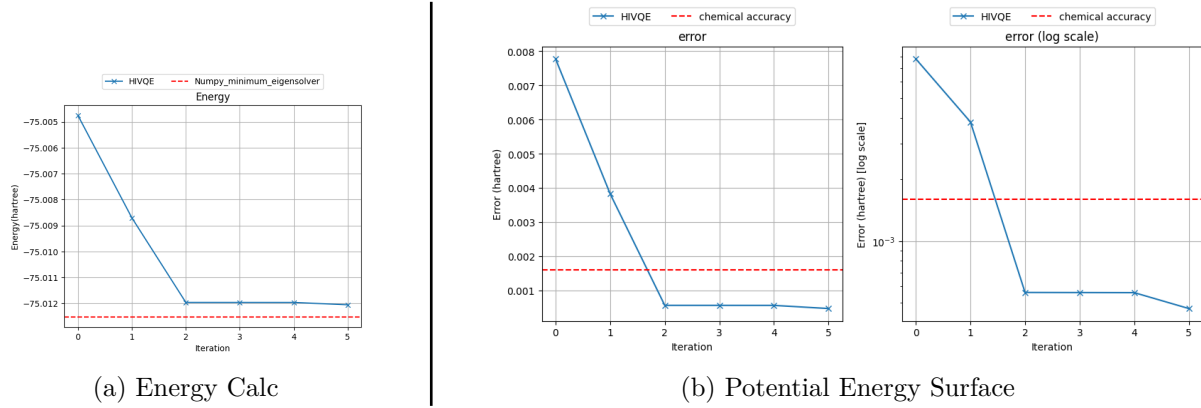 HIVQE Numpy_minimum_eigensolver
Energy
−75.005
−75.006
−75.007
−75.008
−75.009
−75.010
−75.011
−75.012
Energy(hartree)
0 1 2 3 4 5
Iteration
(a) Energy Calc
HIVQE chemical accuracy
error
0.008
0.007
0.006
0.005
0.004
0.003
0.002
0.001
Error (hartree)
0 1 2 3 4 5
Iteration
HIVQE chemical accuracy
error (log scale)
10⁻³
Error (hartree) [log scale]
0 1 2 3 4 5
Iteration
(b) Potential Energy Surface